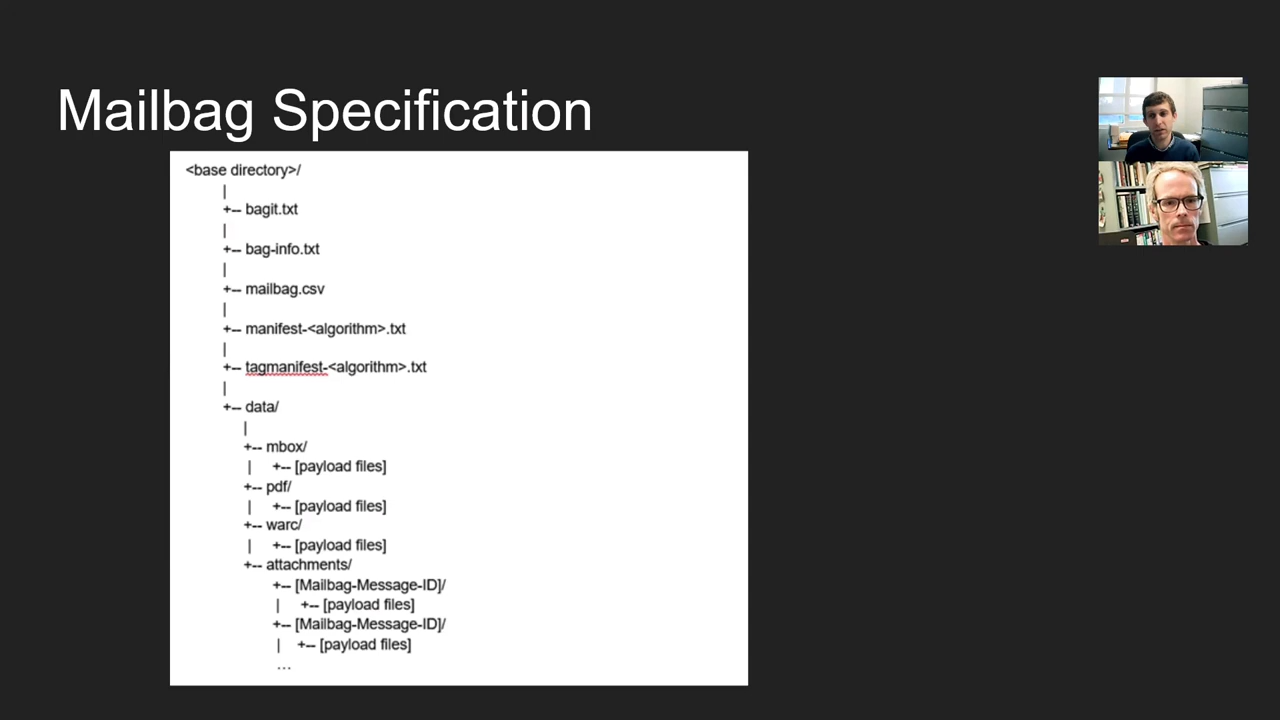 Mailbag Specification
<base directory>/
|
+-- bagit.txt
|
+-- bag-info.txt
|
+-- mailbag.csv
|
+-- manifest-<algorithm>.txt
|
+-- tagmanifest-<algorithm>.txt
|
+-- data/
|
+-- mbox/
| +-- [payload files]
+-- pdf/
| +-- [payload files]
+-- warc/
| +-- [payload files]
+-- attachments/
+-- [Mailbag-Message-ID]/
| +-- [payload files]
+-- [Mailbag-Message-ID]/
| +-- [payload files]
...